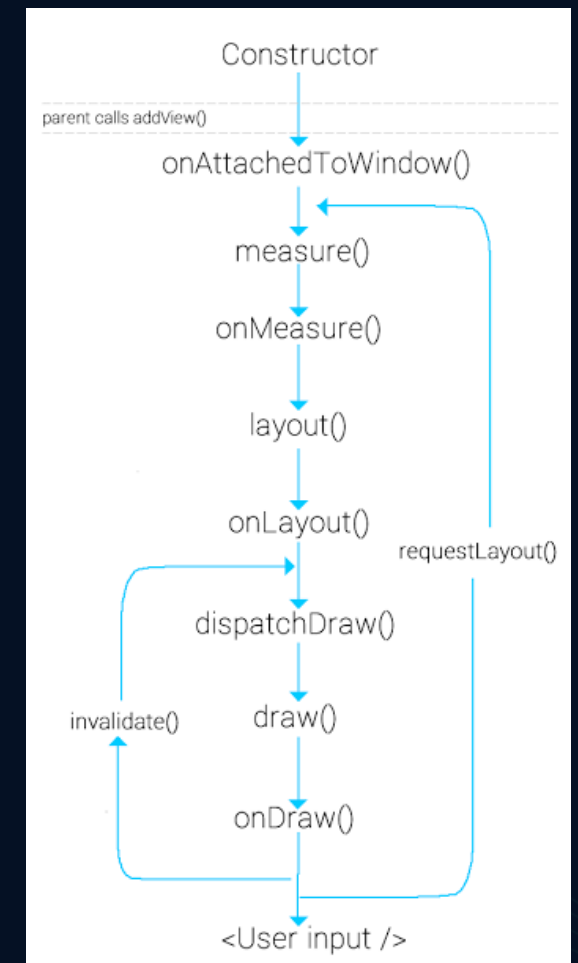 Constructor
parent calls addView()
onAttachedToWindow()
measure()
onMeasure()
layout()
onLayout()
requestLayout()
dispatchDraw()
invalidate()
draw()
onDraw()
<User input />